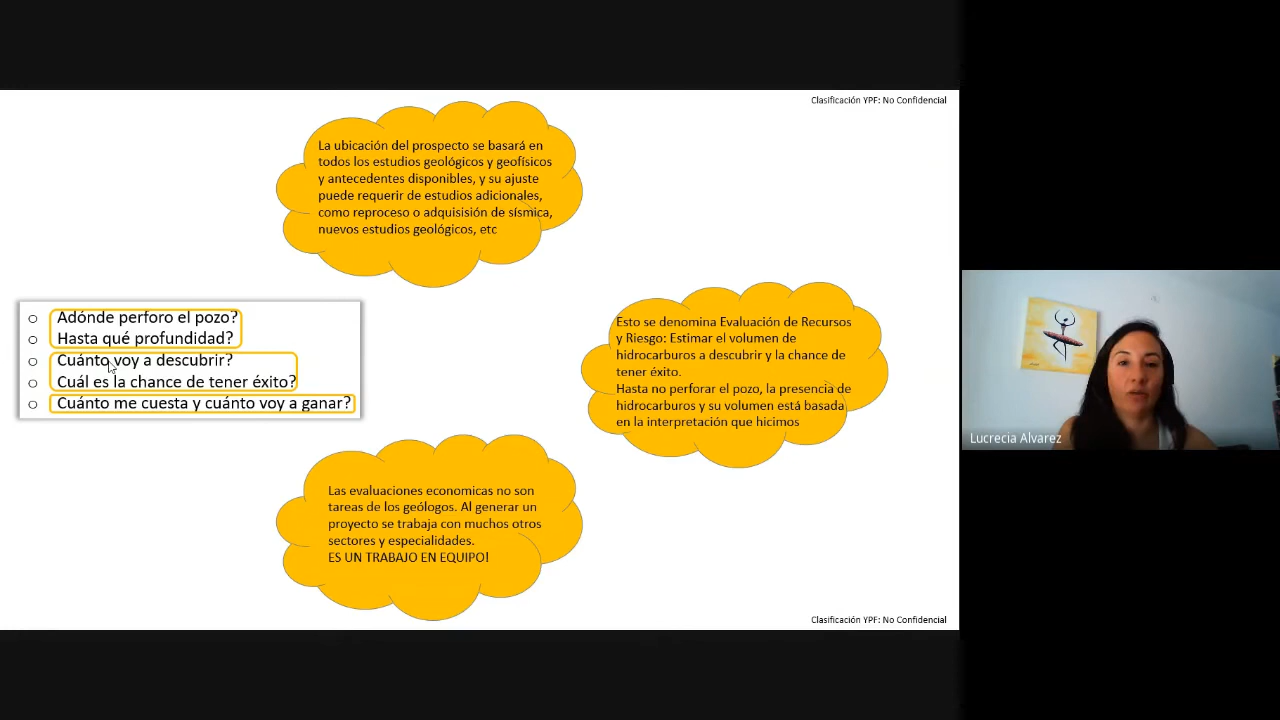 Clasificación YPF: No Confidencial
La ubicación del prospecto se basará en
todos los estudios geológicos y geofísicos
y antecedentes disponibles, y su ajuste
puede requerir de estudios adicionales,
como reproceso o adquisisión de sísmica,
nuevos estudios geológicos, etc
o Adónde perforo el pozo?
o Hasta qué profundidad?
o Cuánto voy a descubrir?
o Cuál es la chance de tener éxito?
o Cuánto me cuesta y cuánto voy a ganar?
Esto se denomina Evaluación de Recursos
y Riesgo: Estimar el volumen de
hidrocarburos a descubrir y la chance de
tener éxito.
Hasta no perforar el pozo, la presencia de
hidrocarburos y su volumen está basada
en la interpretación que hicimos
Las evaluaciones economicas no son
tareas de los geólogos. Al generar un
proyecto se trabaja con muchos otros
sectores y especialidades.
ES UN TRABAJO EN EQUIPO!
Lucrecia Alvarez
Clasificación YPF: No Confidencial